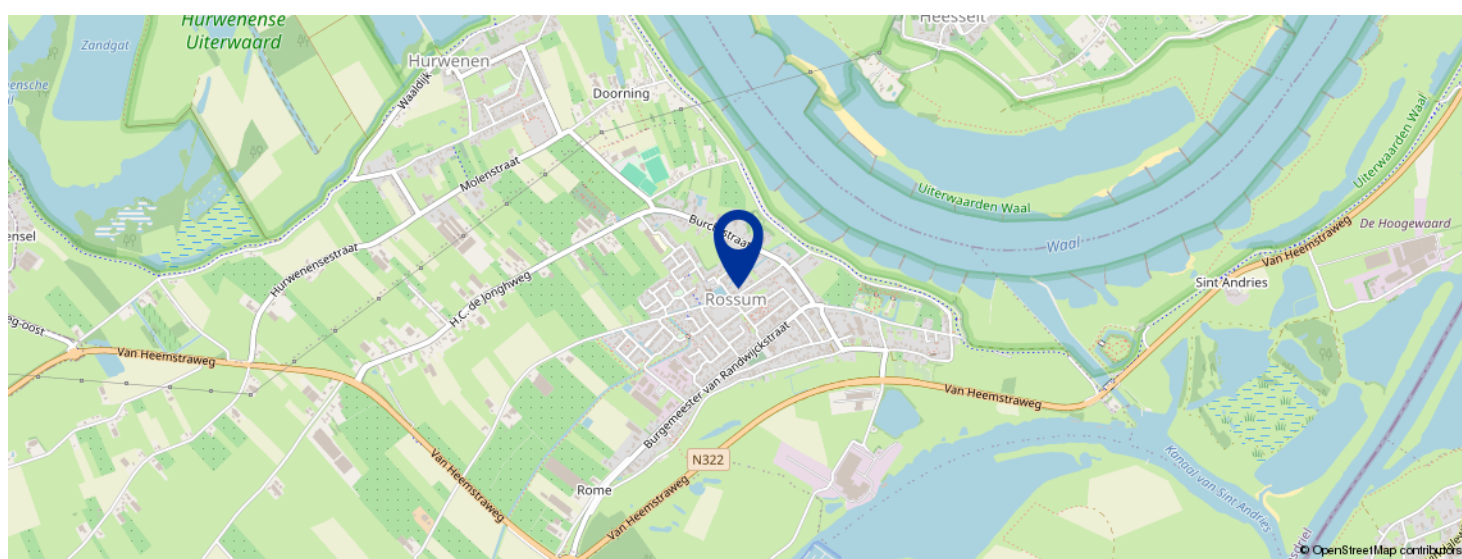 Hurwenense
Uiterwaard
Zandgat
Heesselt
Hurwenen
Waaldijk
Doorning
Molenstraat
Uiterwaarden Waal
Uiterwaarden Waal
Waal
De Hoogewaard
Van Heemstraweg
Sint Andries
Hurwenensestraat
H.C. de Jonghweg
Rossum
Van Heemstraweg
Burgemeester van Randwijckstraat
Van Heemstraweg
Van Heemstraweg
N322
Rome
Van Heemstraweg
Kanaal van Sint Andries
© OpenStreetMap contributors